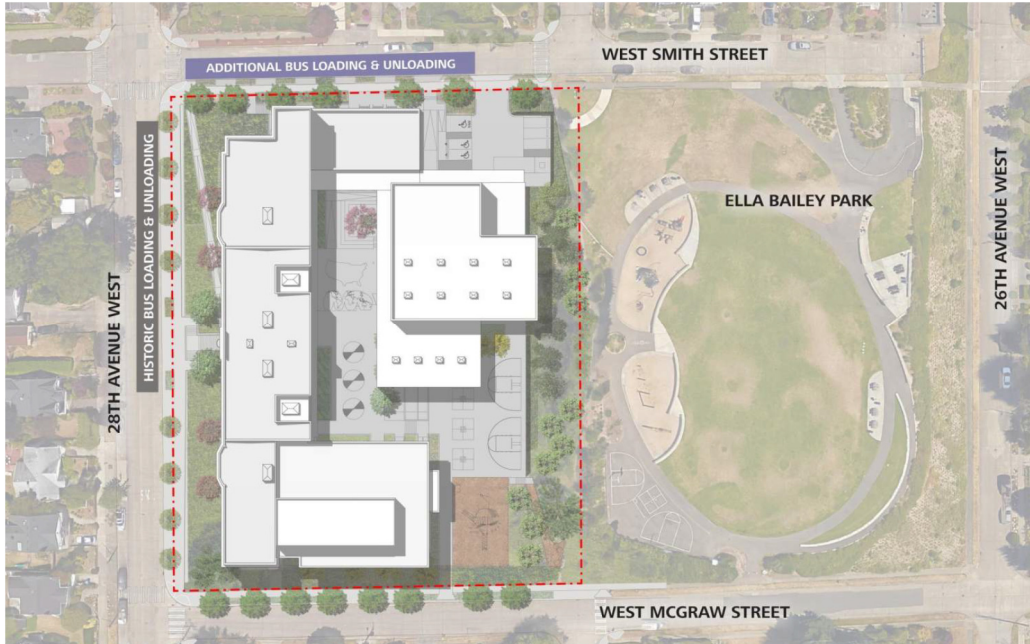 WEST SMITH STREET
ADDITIONAL BUS LOADING & UNLOADING
HISTORIC BUS LOADING & UNLOADING
28TH AVENUE WEST
ELLA BAILEY PARK
26TH AVENUE WEST
WEST MCGRAW STREET